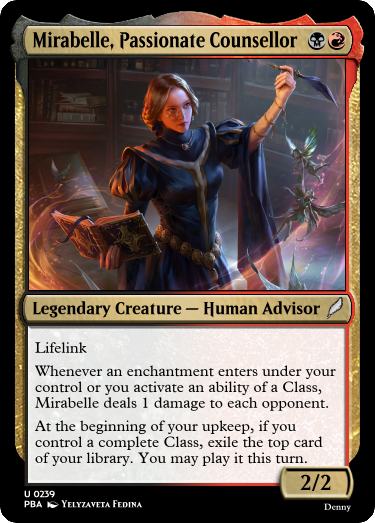 Mirabelle, Passionate Counsellor
Legendary Creature — Human Advisor
Lifelink
Whenever an enchantment enters under your
control or you activate an ability of a Class,
Mirabelle deals 1 damage to each opponent.
At the beginning of your upkeep, if you
control a complete Class, exile the top card
of your library. You may play it this turn.
2/2
U 0239
PBA Yelyzaveta Fedina
Denny